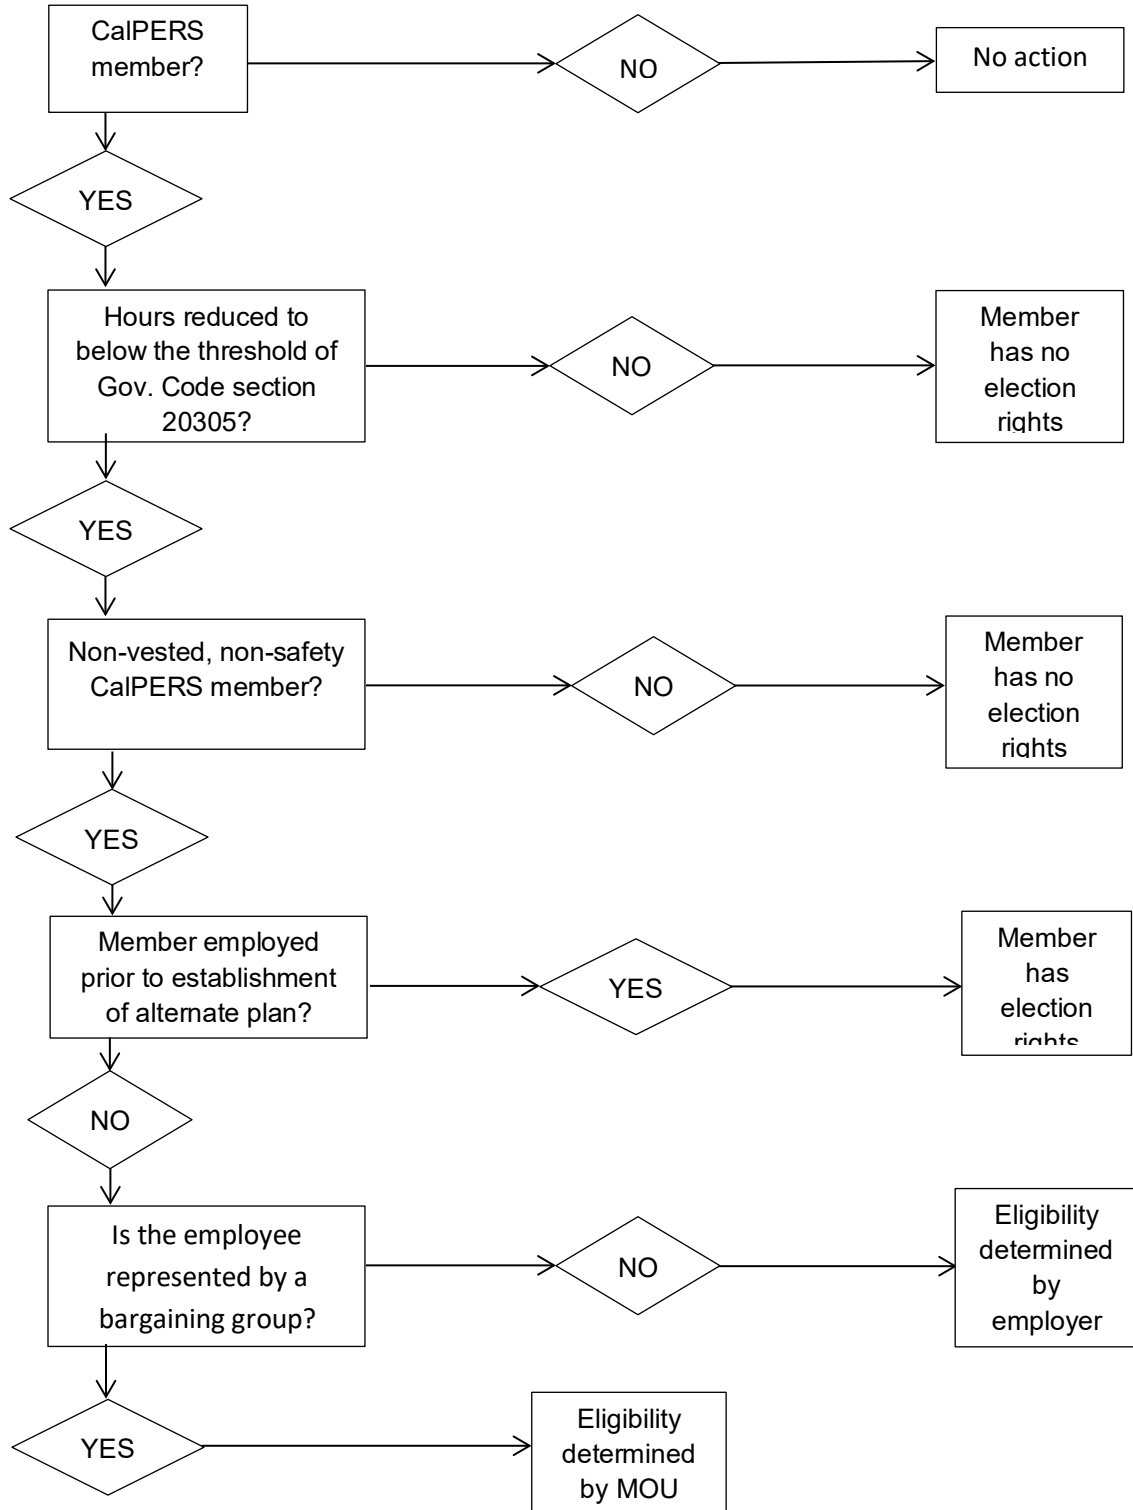 CalPERS
member?
NO
No action
YES
Hours reduced to
below the threshold of
Gov. Code section
20305?
NO
Member
has no
election
rights
YES
Non-vested, non-safety
CalPERS member?
NO
Member
has no
election
rights
YES
Member employed
prior to establishment
of alternate plan?
YES
Member
has
election
rights
NO
Is the employee
represented by a
bargaining group?
NO
Eligibility
determined
by
employer
YES
Eligibility
determined
by MOU